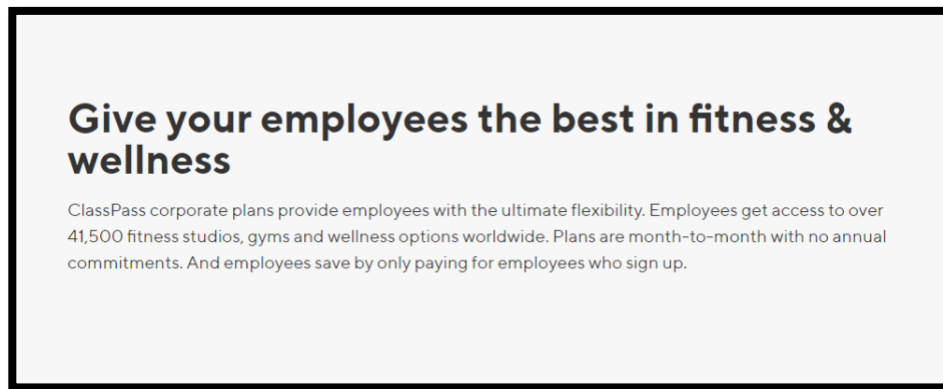 Give your employees the best in fitness &
wellness
ClassPass corporate plans provide employees with the ultimate flexibility. Employees get access to over
41,500 fitness studios, gyms and wellness options worldwide. Plans are month-to-month with no annual
commitments. And employees save by only paying for employees who sign up.